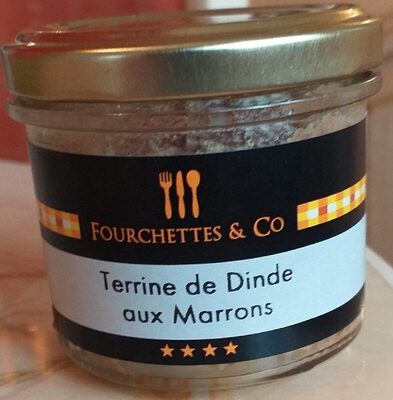 FOURCHETTES & CO
Terrine de Dinde
aux Marrons